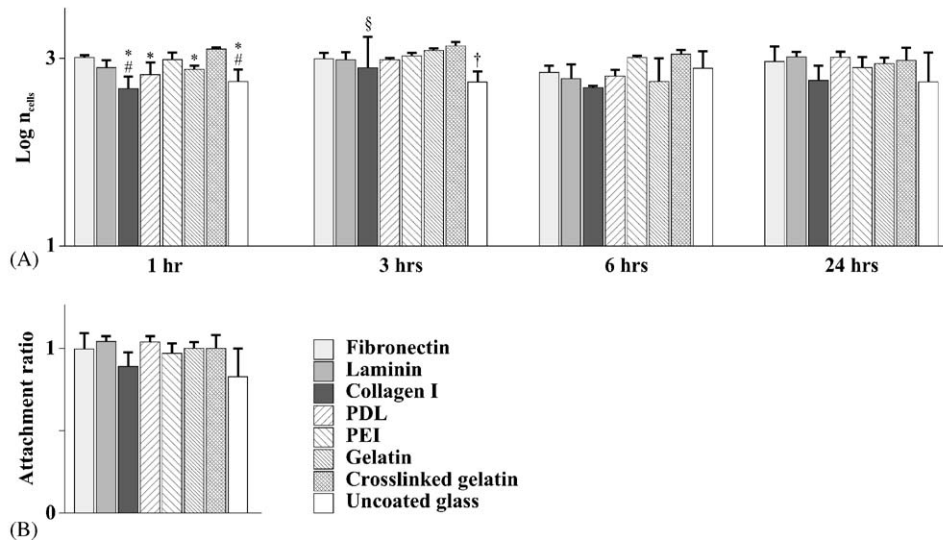 §
* * *
* * # #
†
3
Log n cells
1
(A)
1 hr 3 hrs 6 hrs 24 hrs
1
Attachment ratio
0
(B)
Fibronectin
Laminin
Collagen I
PDL
PEI
Gelatin
Crosslinked gelatin
Uncoated glass